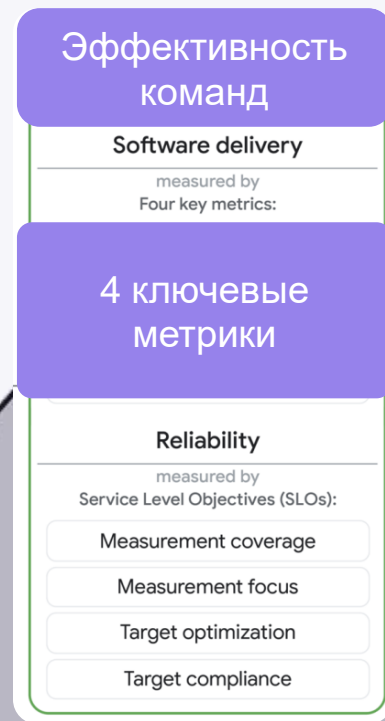 Эффективность
команд
Software delivery
measured by
Four key metrics:
4 ключевые
метрики
Reliability
measured by
Service Level Objectives (SLOs):
Measurement coverage
Measurement focus
Target optimization
Target compliance